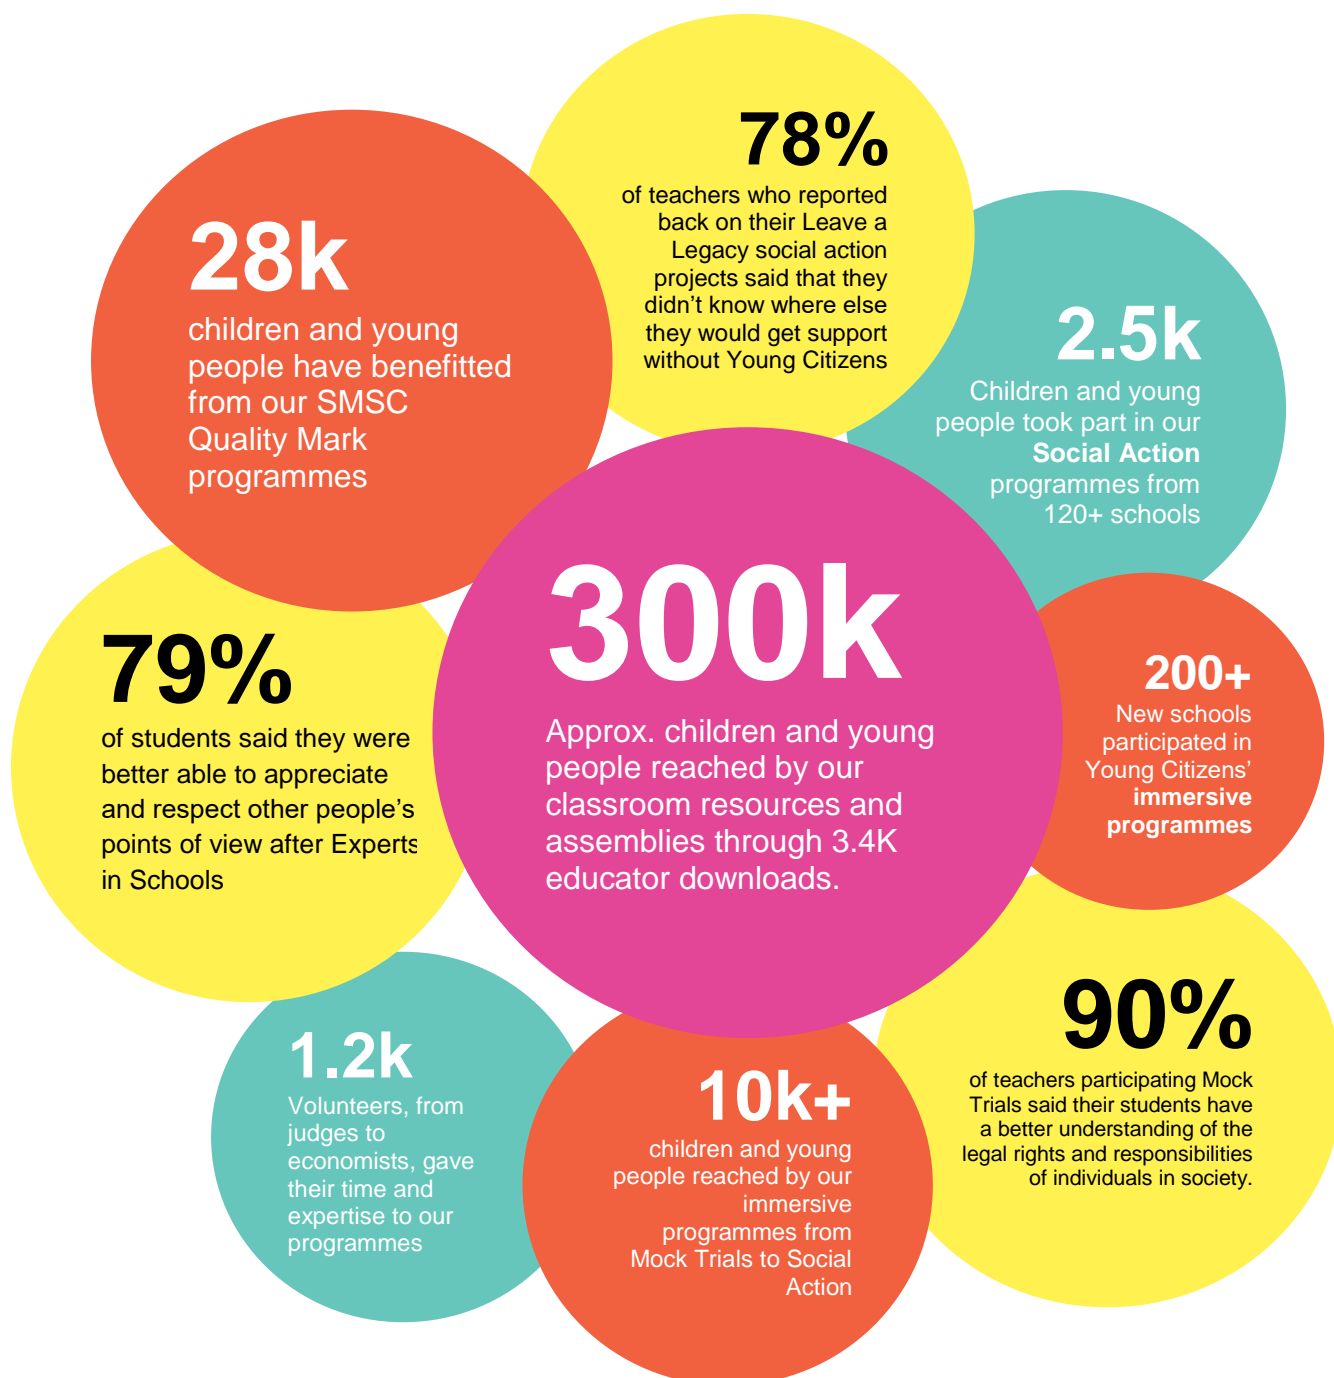 78%
of teachers who reported
back on their Leave a
Legacy social action
projects said that they
didn’t know where else
they would get support
without Young Citizens
28k
children and young
people have benefitted
from our SMSC
Quality Mark
programmes
2.5k
Children and young
people took part in our
Social Action
programmes from
120+ schools
300k
Approx. children and young
people reached by our
classroom resources and
assemblies through 3.4K
educator downloads.
79%
of students said they were
better able to appreciate
and respect other people’s
points of view after Experts
in Schools
200+
New schools
participated in
Young Citizens’
immersive
programmes
90%
of teachers participating Mock
Trials said their students have
a better understanding of the
legal rights and responsibilities
of individuals in society.
1.2k
Volunteers, from
judges to
economists, gave
their time and
expertise to our
programmes
10k+
children and young
people reached by our
immersive
programmes from
Mock Trials to Social
Action